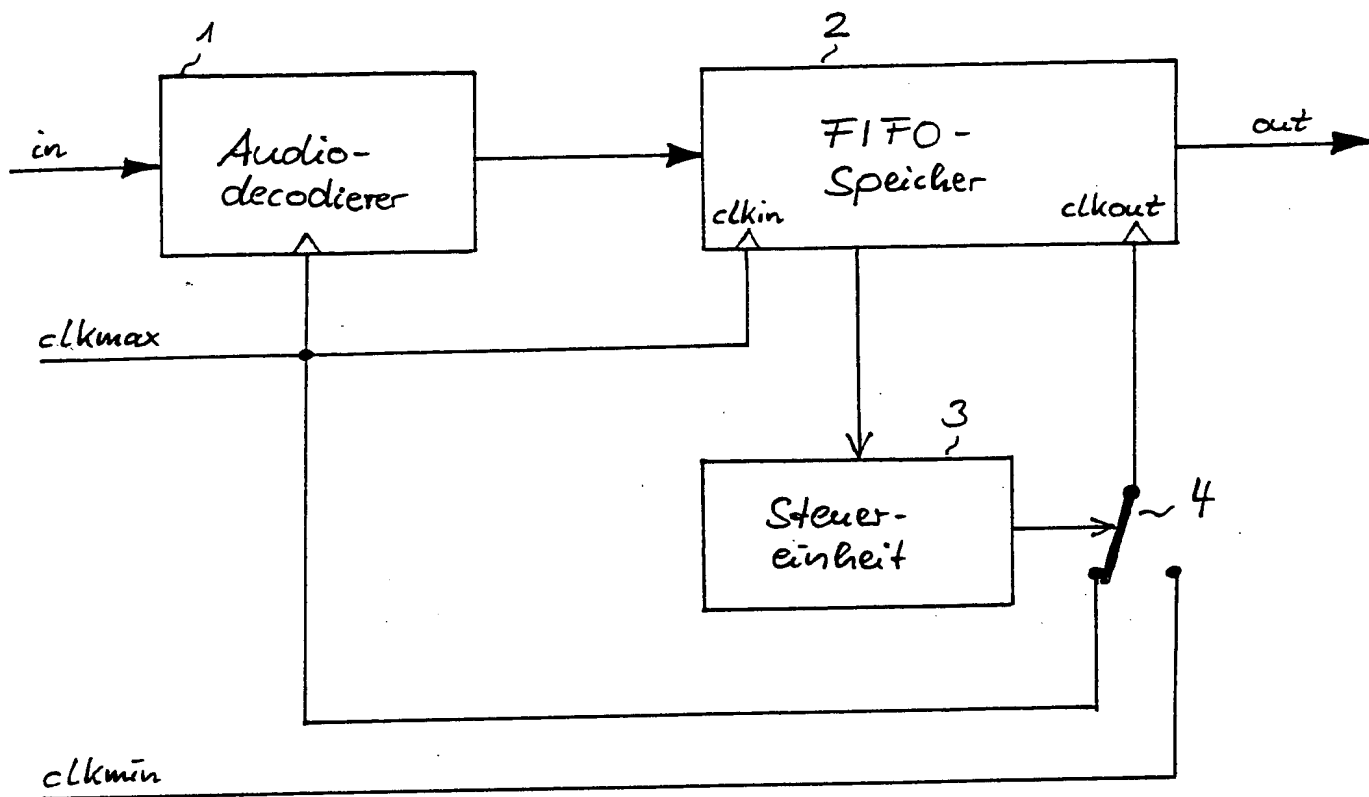 1
2
in
Audio-
decodierer
FIFO-
Speicher
out
clkin
clkout
clkmax
3
Steuer-
einheit
4
clkmin